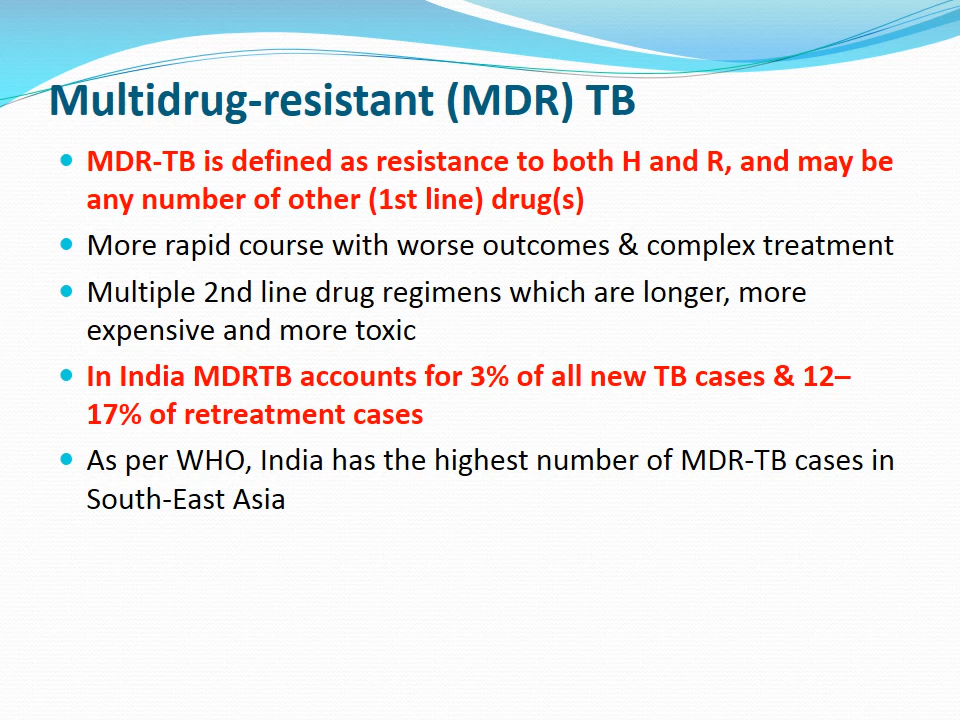 Multidrug-resistant (MDR) TB
• MDR-TB is defined as resistance to both H and R, and may be
any number of other (1st line) drug(s)
• More rapid course with worse outcomes & complex treatment
• Multiple 2nd line drug regimens which are longer, more
expensive and more toxic
• In India MDRTB accounts for 3% of all new TB cases & 12–
17% of retreatment cases
• As per WHO, India has the highest number of MDR-TB cases in
South-East Asia